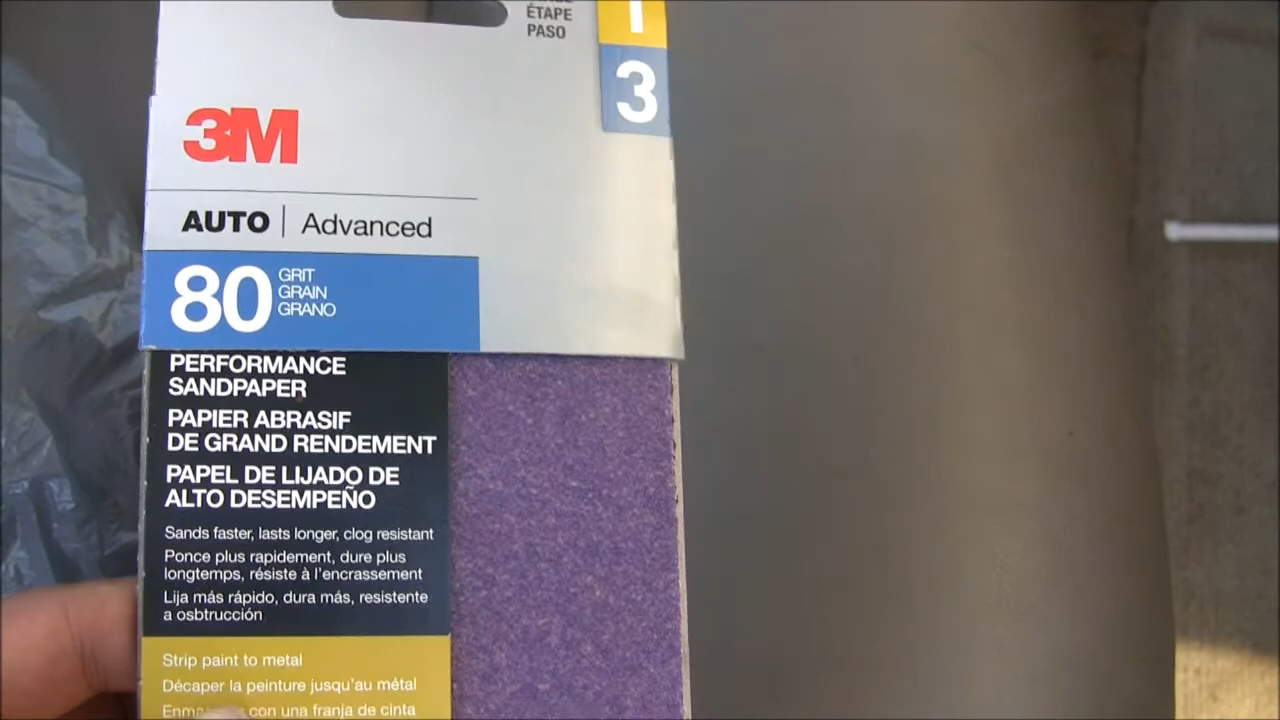 ÉTAPE
PASO
1
3
3M
AUTO | Advanced
80 GRIT
GRAIN
GRANO
PERFORMANCE
SANDPAPER
PAPIER ABRASIF
DE GRAND RENDEMENT
PAPEL DE LIJADO DE
ALTO DESEMPEÑO
Sands faster, lasts longer, clog resistant
Ponce plus rapidement, dure plus
longtemps, résiste à l'encrassement
Lija más rápido, dura más, resistente
a osbtrucción
Strip paint to metal
Décaper la peinture jusqu'au métal
con una franja de cinta